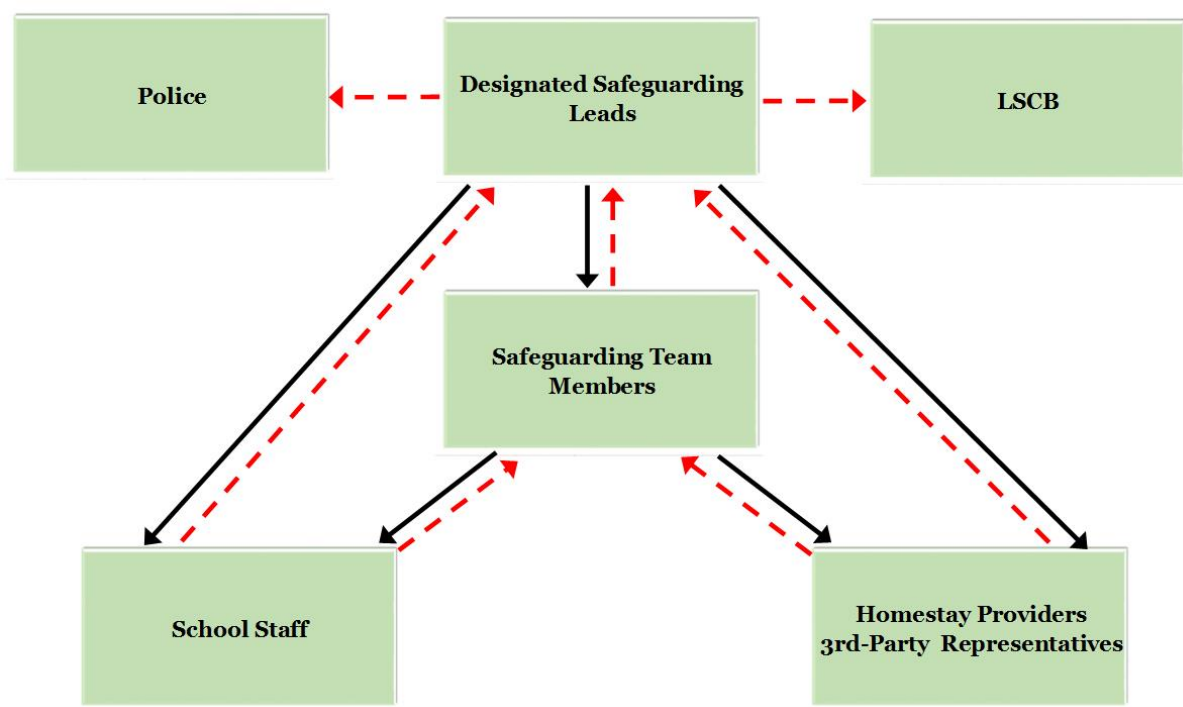 Police
Designated Safeguarding
Leads
LSCB
Safeguarding Team
Members
School Staff
Homestay Providers
3rd-Party Representatives